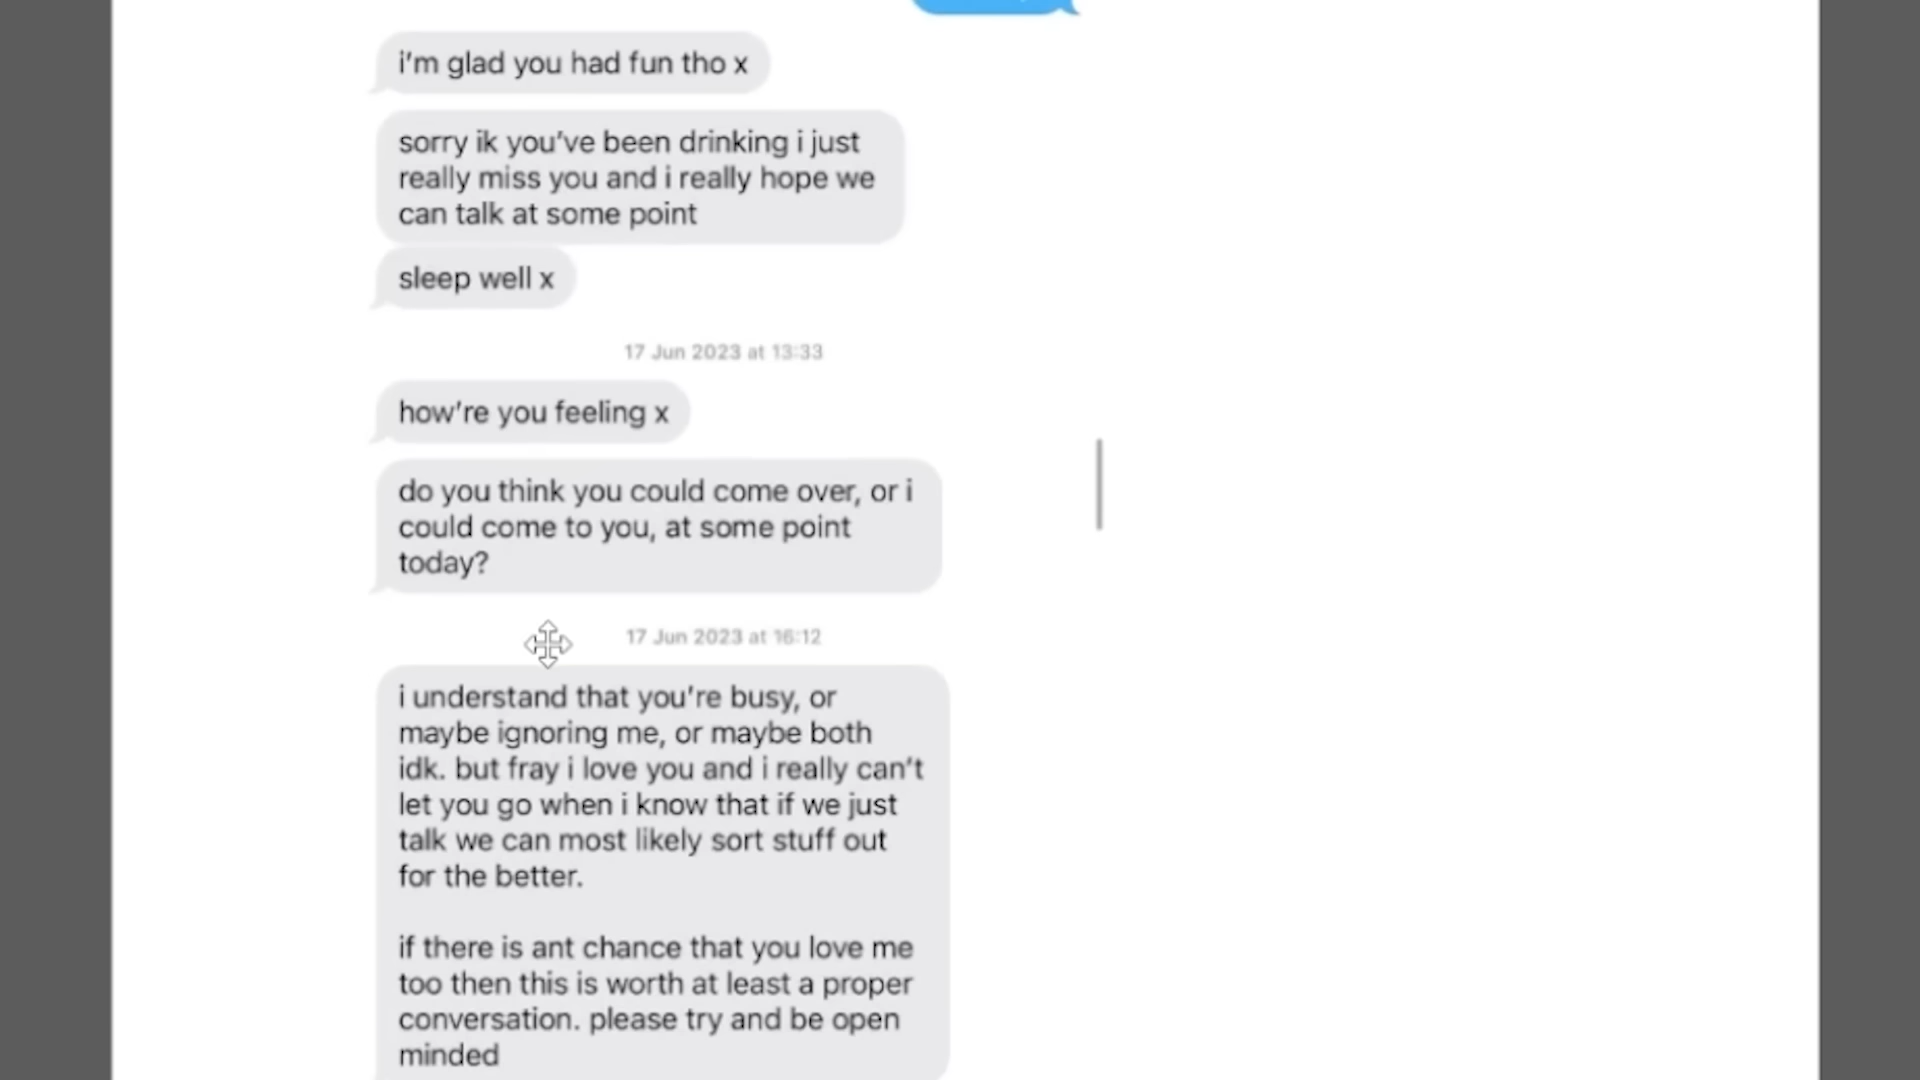 i'm glad you had fun tho x
sorry ik you've been drinking i just
really miss you and i really hope we
can talk at some point
sleep well x
17 Jun 2023 at 13:33
how're you feeling x
do you think you could come over, or i
could come to you, at some point
today?
17 Jun 2023 at 16:12
i understand that you're busy, or
maybe ignoring me, or maybe both
idk. but fray i love you and i really can't
let you go when i know that if we just
talk we can most likely sort stuff out
for the better.
if there is ant chance that you love me
too then this is worth at least a proper
conversation. please try and be open
minded